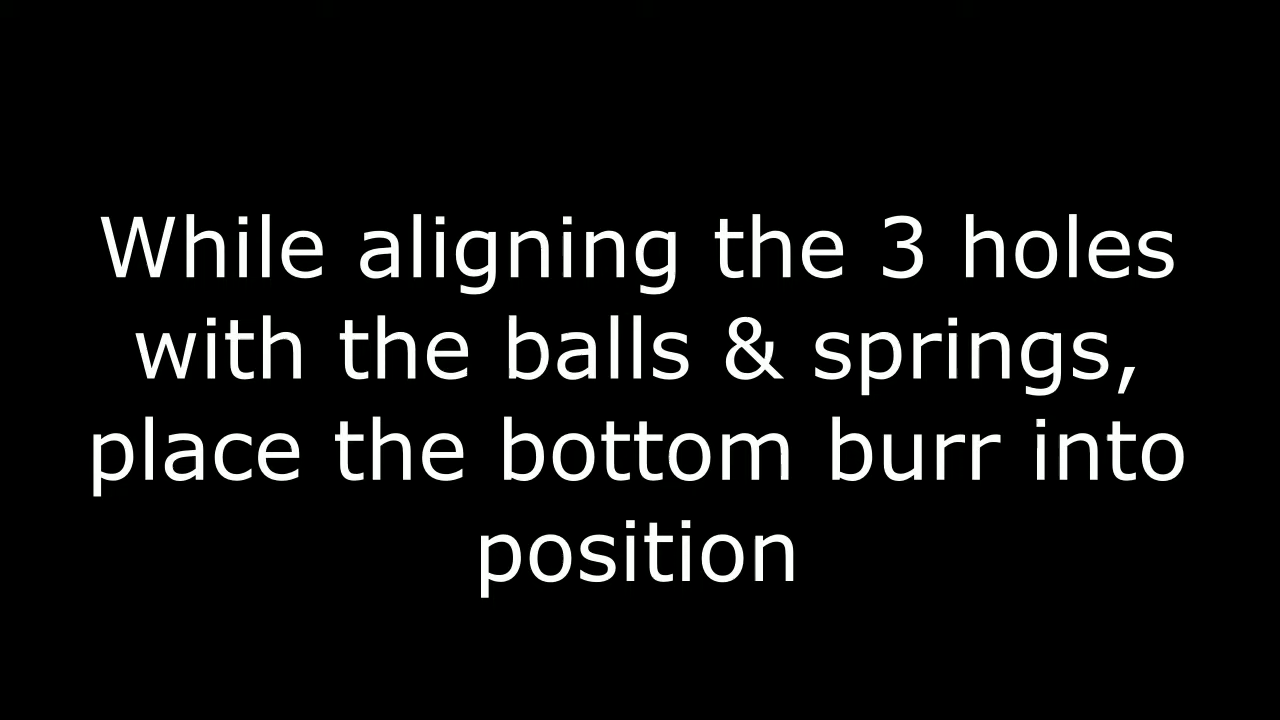 While aligning the 3 holes
with the balls & springs,
place the bottom burr into
position